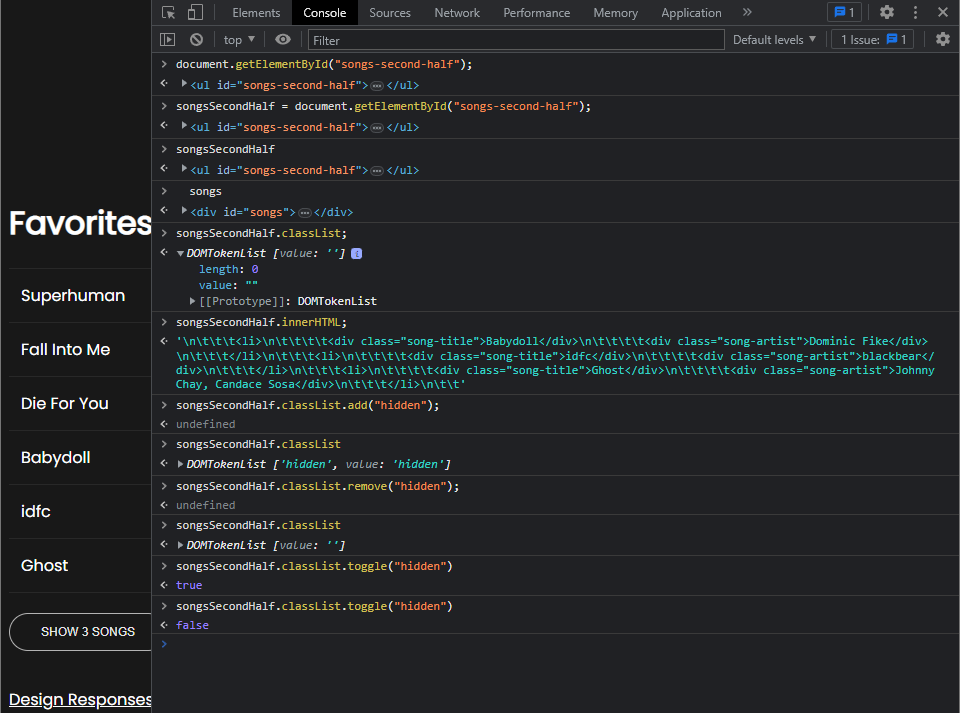 Elements Console Sources Network Performance Memory Application » 1
top ▼ Filter Default levels ▼ 1 Issue: 1
Favorites
Superhuman
Fall Into Me
Die For You
Babydoll
idfc
Ghost
SHOW 3 SONGS
Design Responses
document.getElementById("songs-second-half");
<ul id="songs-second-half">…</ul>
songsSecondHalf = document.getElementById("songs-second-half");
<ul id="songs-second-half">…</ul>
songsSecondHalf
<ul id="songs-second-half">…</ul>
songs
<div id="songs">…</div>
songsSecondHalf.classList;
DOMTokenList [value: ''] i
length: 0
value: ""
[[Prototype]]: DOMTokenList
songsSecondHalf.innerHTML;
'\n\t\t\t<li>\n\t\t\t\t<div class="song-title">Babydoll</div>\n\t\t\t\t<div class="song-artist">Dominic Fike</div>
\n\t\t\t</li>\n\t\t\t<li>\n\t\t\t\t<div class="song-title">idfc</div>\n\t\t\t\t<div class="song-artist">blackbear</
div>\n\t\t\t</li>\n\t\t\t<li>\n\t\t\t\t<div class="song-title">Ghost</div>\n\t\t\t\t<div class="song-artist">Johnny
Chay, Candace Sosa</div>\n\t\t\t</li>\n\t\t'
songsSecondHalf.classList.add("hidden");
undefined
songsSecondHalf.classList
DOMTokenList ['hidden', value: 'hidden']
songsSecondHalf.classList.remove("hidden");
undefined
songsSecondHalf.classList
DOMTokenList [value: '']
songsSecondHalf.classList.toggle("hidden")
true
songsSecondHalf.classList.toggle("hidden")
false